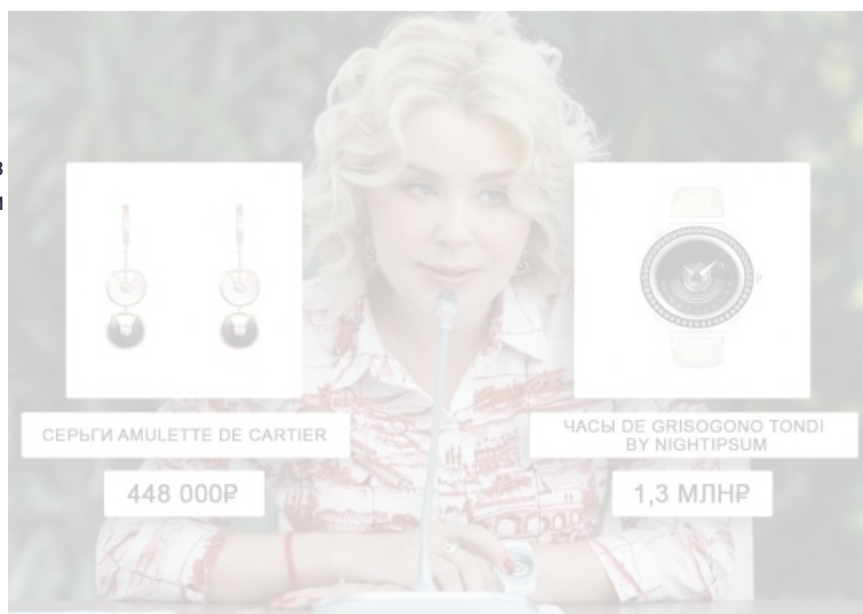 в
и
СЕРЬГИ AMULETTE DE CARTIER
ЧАСЫ DE GRISOGONO TONDI
BY NIGHTIPSUM
448 000₽
1,3 МЛН₽